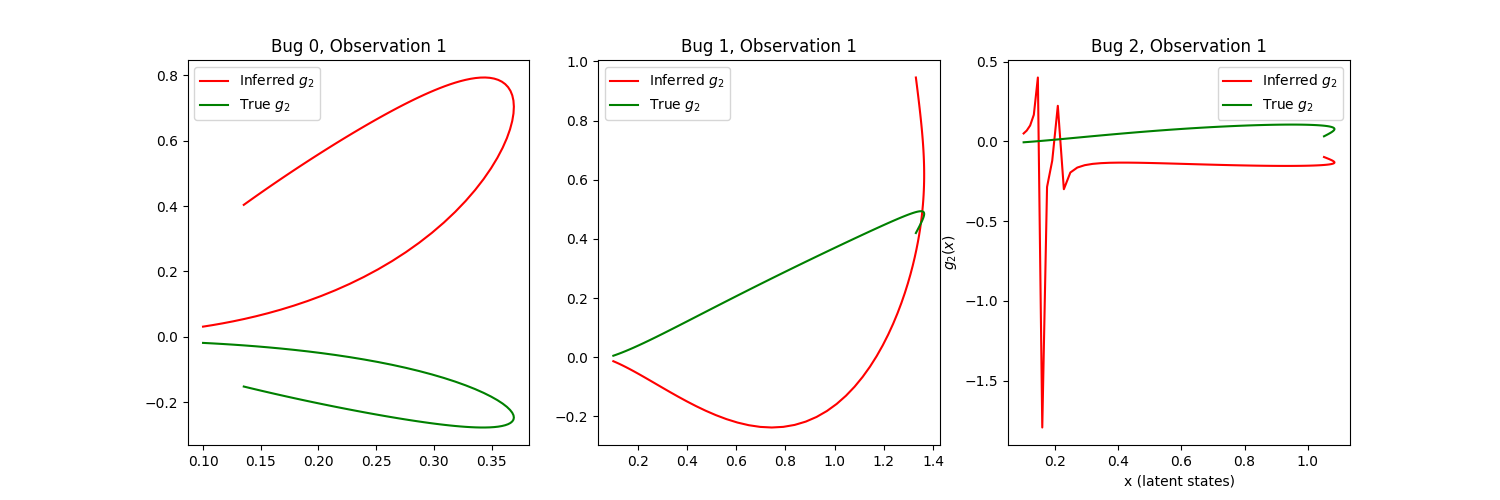 Bug 0, Observation 1
Inferred g₂
True g₂
0.8
0.6
0.4
0.2
0.0
−0.2
0.10 0.15 0.20 0.25 0.30 0.35
Bug 1, Observation 1
Inferred g₂
True g₂
1.0
0.8
0.6
0.4
0.2
0.0
−0.2
0.2 0.4 0.6 0.8 1.0 1.2 1.4
Bug 2, Observation 1
Inferred g₂
True g₂
g₂(x)
0.5
0.0
−0.5
−1.0
−1.5
0.2 0.4 0.6 0.8 1.0
x (latent states)